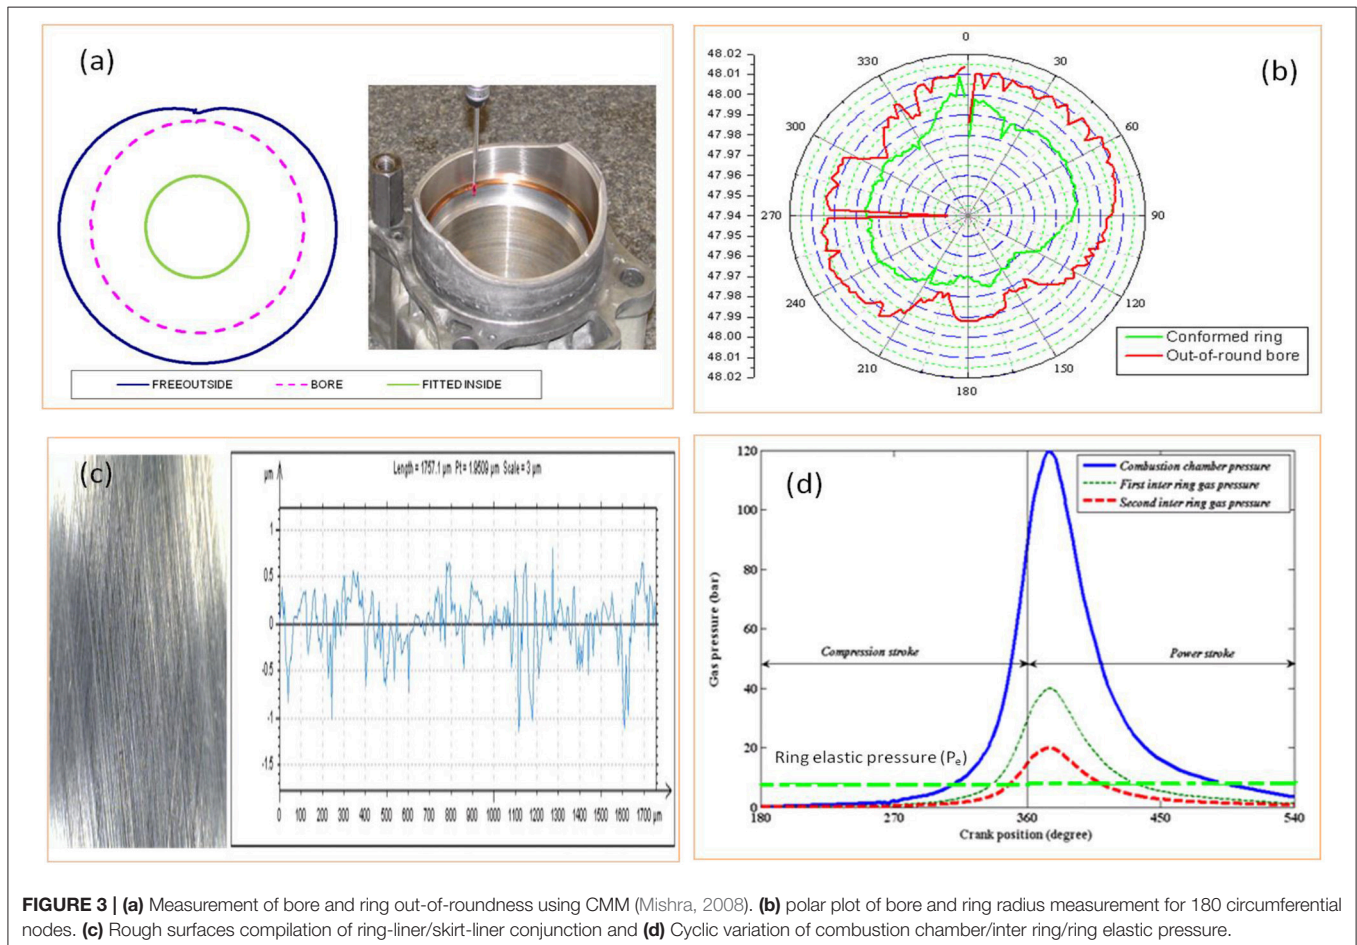 (a)
FREEOUTSIDE BORE FITTED INSIDE
(b)
0
30
60
90
120
150
180
210
240
270
300
330
48.02
48.01
48.00
47.99
47.98
47.97
47.96
47.95
47.94
47.95
47.96
47.97
47.98
47.99
48.00
48.01
48.02
Conformed ring
Out-of-round bore
(c)
Length = 1757.1 µm Pt = 1.9509 µm Scale = 3 µm
µm
1
0.5
0
-0.5
-1
-1.5
0 100 200 300 400 500 600 700 800 900 1000 1100 1200 1300 1400 1500 1600 1700 µm
(d)
Combustion chamber pressure
First inter ring gas pressure
Second inter ring gas pressure
Gas pressure (bar)
120
100
80
60
40
20
0
Compression stroke Power stroke
Ring elastic pressure (Pe)
180 270 360 450 540
Crank position (degree)
FIGURE 3 | (a) Measurement of bore and ring out-of-roundness using CMM (Mishra, 2008). (b) polar plot of bore and ring radius measurement for 180 circumferential
nodes. (c) Rough surfaces compilation of ring-liner/skirt-liner conjunction and (d) Cyclic variation of combustion chamber/inter ring/ring elastic pressure.